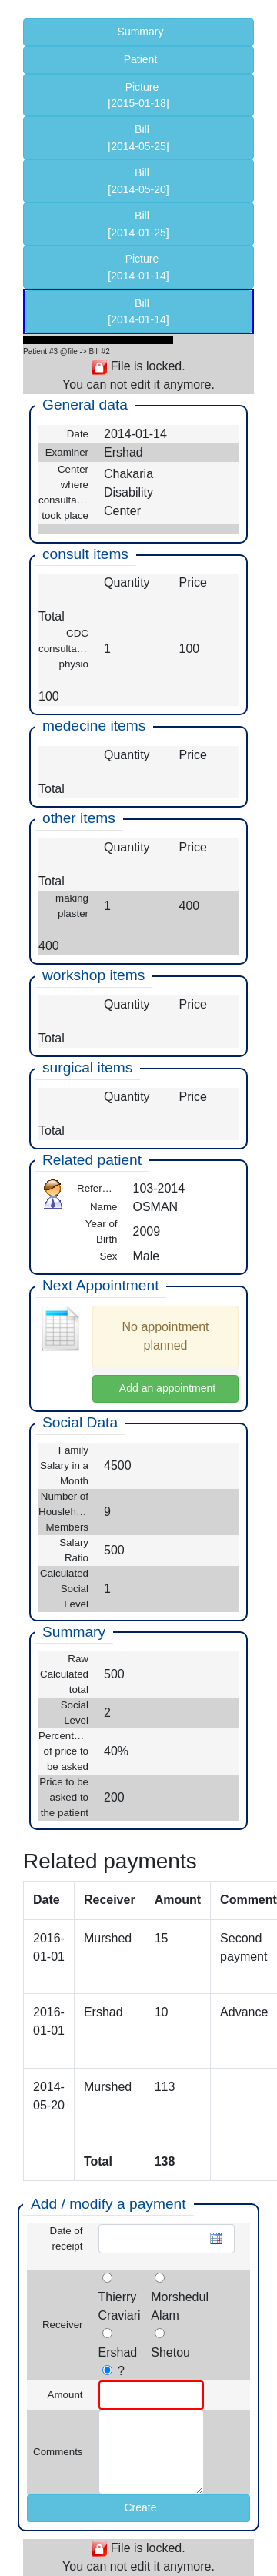 Summary
Patient
Picture
[2015-01-18]
Bill
[2014-05-25]
Bill
[2014-05-20]
Bill
[2014-01-25]
Picture
[2014-01-14]
Bill
[2014-01-14]
Patient #3 @file -> Bill #2
File is locked.
You can not edit it anymore.
General data
Date 2014-01-14
Examiner Ershad
Center
where
consulta...
took place
Chakaria
Disability
Center
consult items
Quantity Price
Total
CDC
consulta...
physio
1 100
100
medecine items
Quantity Price
Total
other items
Quantity Price
Total
making
plaster
1 400
400
workshop items
Quantity Price
Total
surgical items
Quantity Price
Total
Related patient
Refer... 103-2014
Name OSMAN
Year of
Birth
2009
Sex Male
Next Appointment
No appointment
planned
Add an appointment
Social Data
Family
Salary in a
Month
4500
Number of
Housleh...
Members
9
Salary
Ratio
500
Calculated
Social
Level
1
Summary
Raw
Calculated
total
500
Social
Level
2
Percent...
of price to
be asked
40%
Price to be
asked to
the patient
200
Related payments
Date Receiver Amount Comment
2016-
01-01
Murshed 15 Second
payment
2016-
01-01
Ershad 10 Advance
2014-
05-20
Murshed 113
Total 138
Add / modify a payment
Date of
receipt
Receiver
Thierry
Craviari
Morshedul
Alam
Ershad Shetou
?
Amount
Comments
Create
File is locked.
You can not edit it anymore.